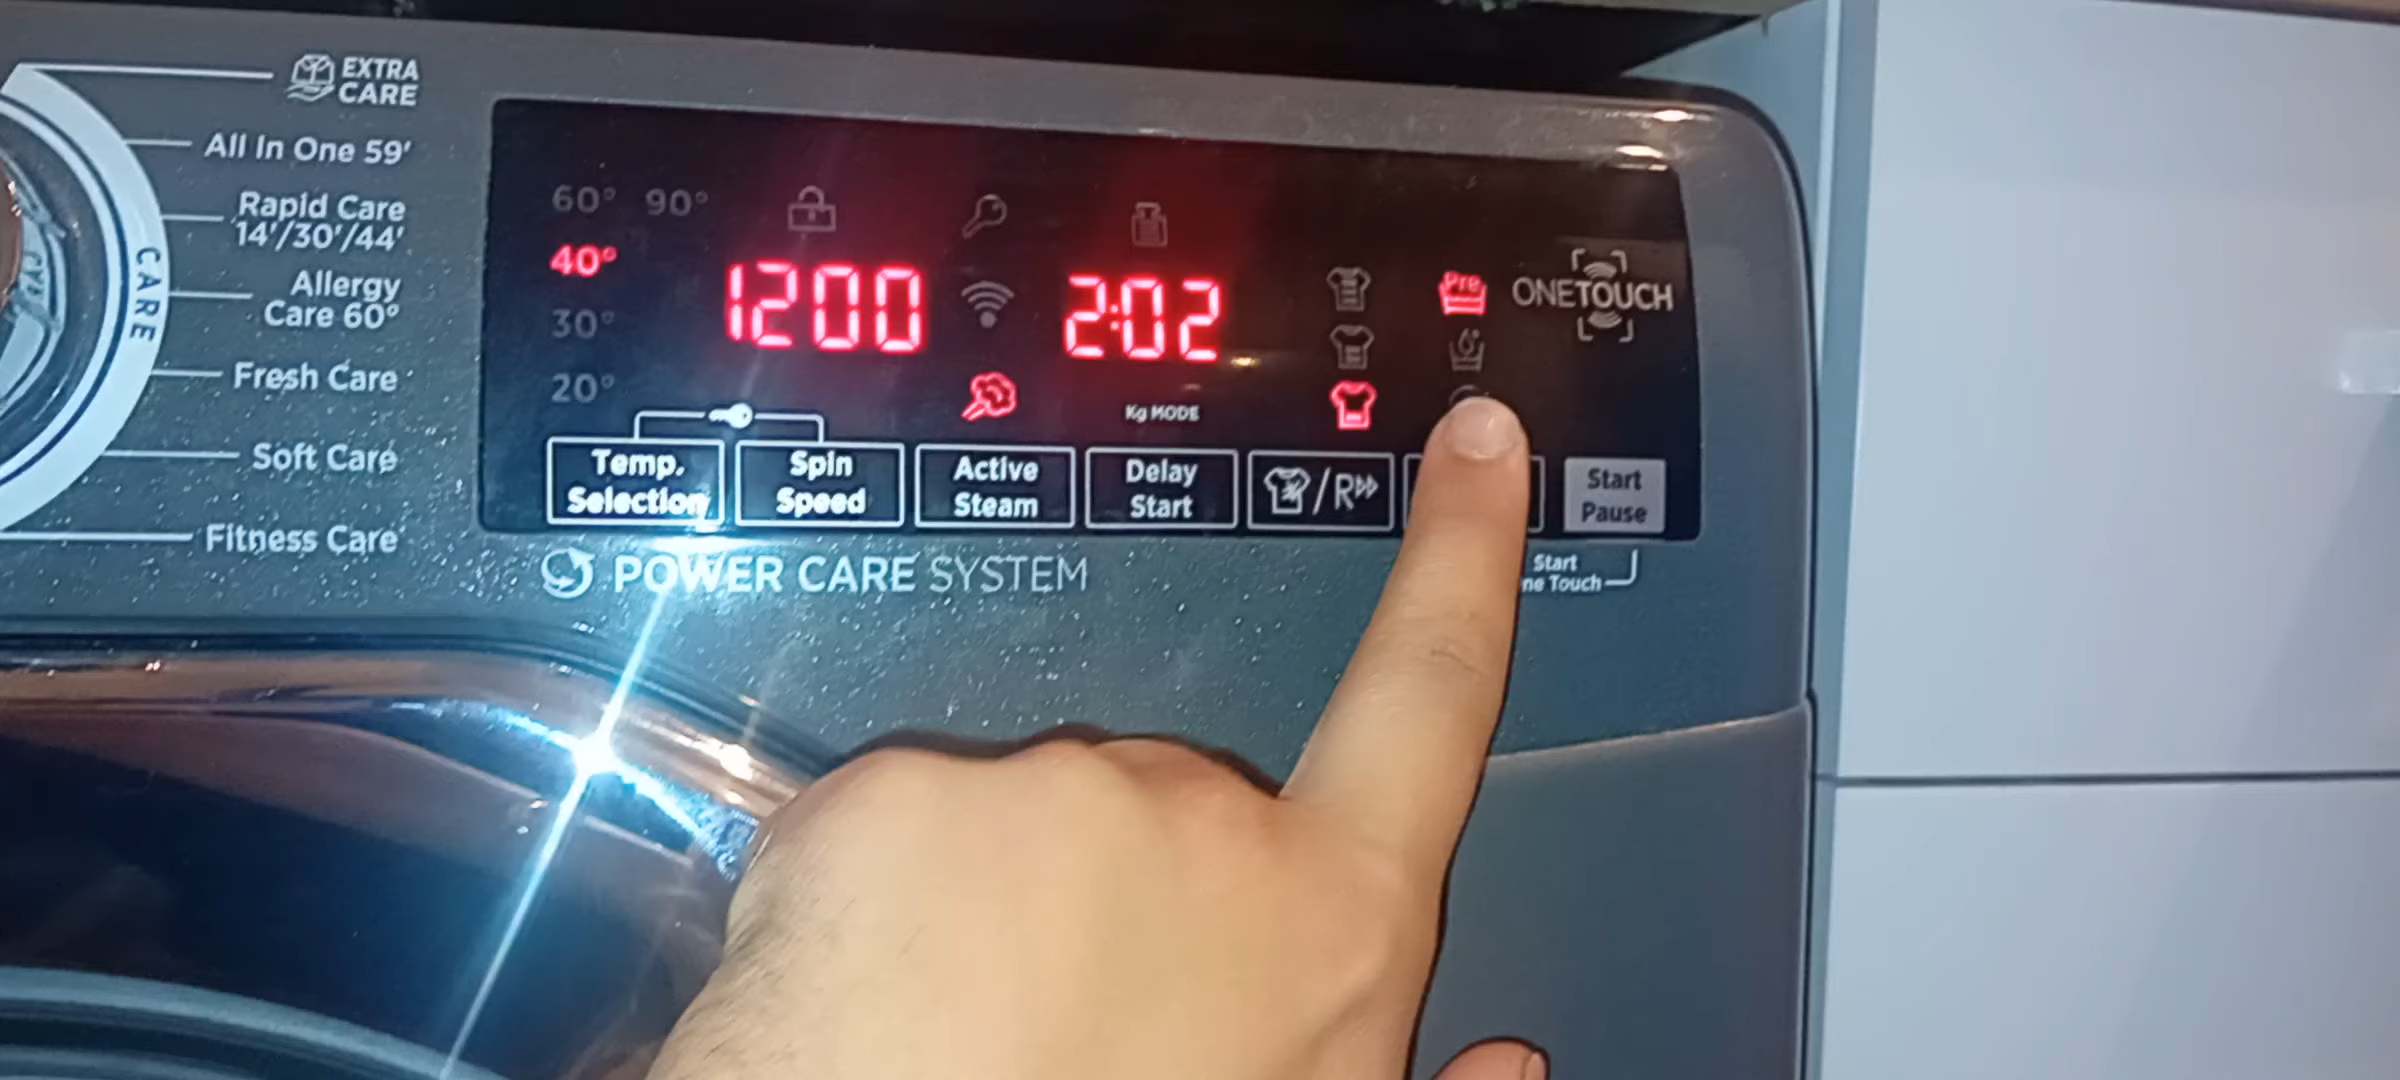 EXTRA
CARE
All In One 59'
Rapid Care
14'/30'/44'
Allergy
Care 60°
Fresh Care
Soft Care
Fitness Care
CARE
60° 90°
40°
30°
20°
1200
2:02
Kg MODE
Pre
ONETOUCH
Temp.
Selection
Spin
Speed
Active
Steam
Delay
Start
/R
Start
Pause
Start
ne Touch
POWER CARE SYSTEM